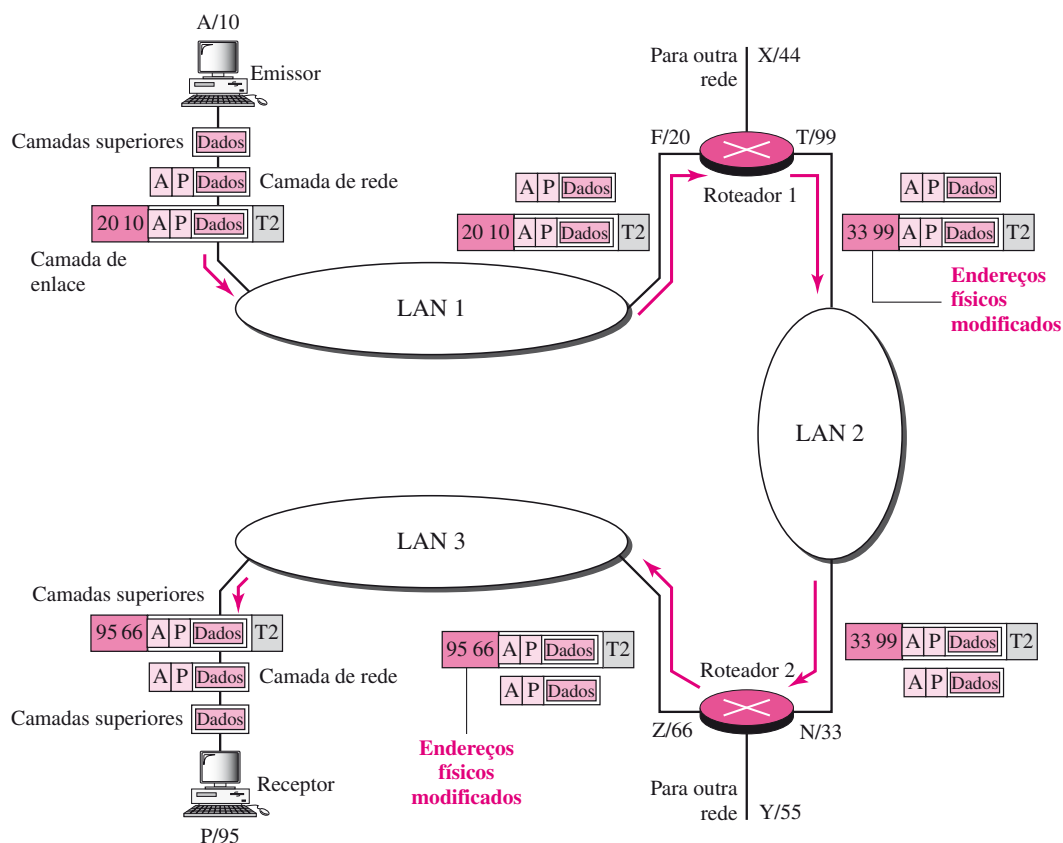 A/10
Emissor
Camadas superiores
Dados
A P Dados
Camada de rede
20 10 A P Dados T2
Camada de
enlace
LAN 1
A P Dados
20 10 A P Dados T2
Para outra
rede
X/44
F/20
T/99
Roteador 1
A P Dados
33 99 A P Dados T2
Endereços
físicos
modificados
LAN 2
33 99 A P Dados T2
A P Dados
Roteador 2
Z/66
N/33
Para outra
rede
Y/55
95 66 A P Dados T2
A P Dados
Endereços
físicos
modificados
LAN 3
Camadas superiores
95 66 A P Dados T2
A P Dados
Camada de rede
Camadas superiores
Dados
Receptor
P/95